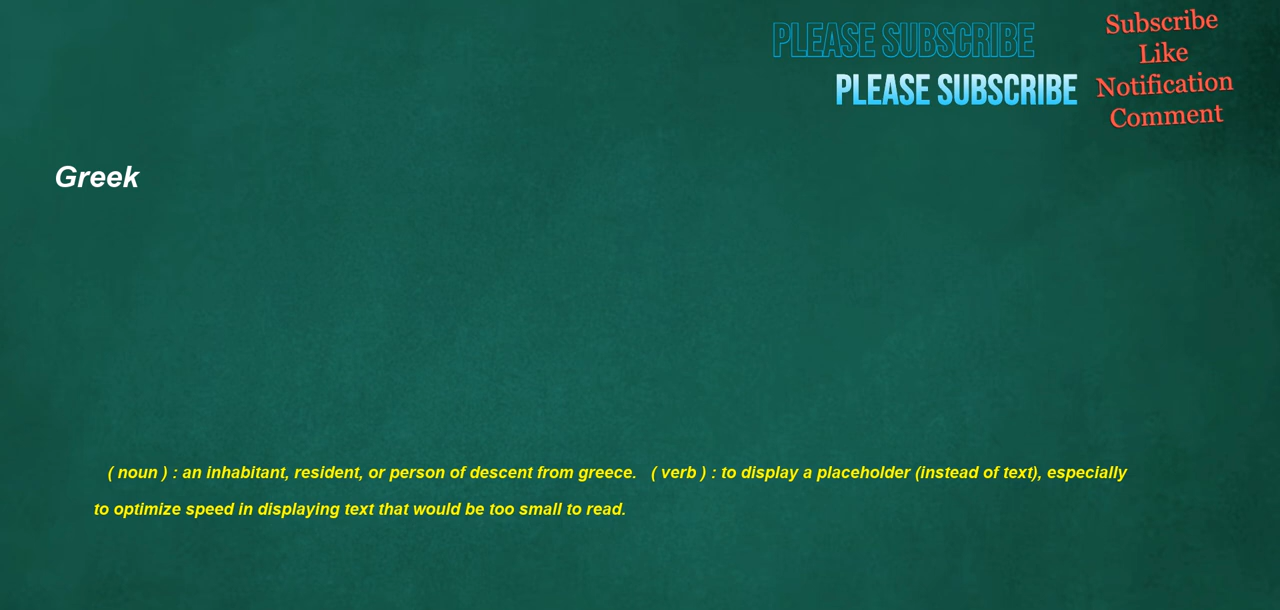 PLEASE SUBSCRIBE
PLEASE SUBSCRIBE
Subscribe
Like
Notification
Comment
Greek
( noun ) : an inhabitant, resident, or person of descent from greece. ( verb ) : to display a placeholder (instead of text), especially
to optimize speed in displaying text that would be too small to read.